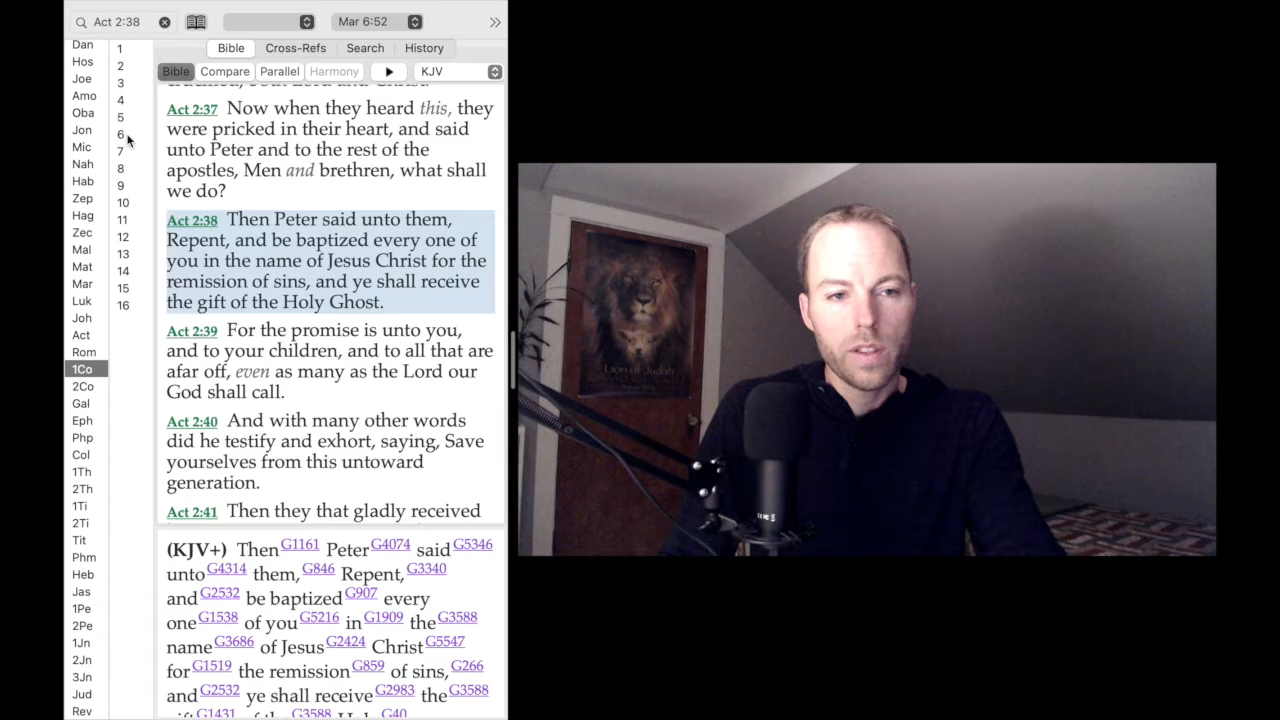 Act 2:38
Mar 6:52
Bible Cross-Refs Search History
Bible Compare Parallel Harmony KJV
Dan
Hos
Joe
Amo
Oba
Jon
Mic
Nah
Hab
Zep
Hag
Zec
Mal
Mat
Mar
Luk
Joh
Act
Rom
1Co
2Co
Gal
Eph
Php
Col
1Th
2Th
1Ti
2Ti
Tit
Phm
Heb
Jas
1Pe
2Pe
1Jn
2Jn
3Jn
Jud
Rev
1
2
3
4
5
6
7
8
9
10
11
12
13
14
15
16
Act 2:37 Now when they heard this, they
were pricked in their heart, and said
unto Peter and to the rest of the
apostles, Men and brethren, what shall
we do?
Act 2:38 Then Peter said unto them,
Repent, and be baptized every one of
you in the name of Jesus Christ for the
remission of sins, and ye shall receive
the gift of the Holy Ghost.
Act 2:39 For the promise is unto you,
and to your children, and to all that are
afar off, even as many as the Lord our
God shall call.
Act 2:40 And with many other words
did he testify and exhort, saying, Save
yourselves from this untoward
generation.
Act 2:41 Then they that gladly received
(KJV+) Then G1161 Peter G4074 said G5346
unto G4314 them, G846 Repent, G3340
and G2532 be baptized G907 every
one G1538 of you G5216 in G1909 the G3588
name G3686 of Jesus G2424 Christ G5547
for G1519 the remission G859 of sins, G266
and G2532 ye shall receive G2983 the G3588
Lion of Judah